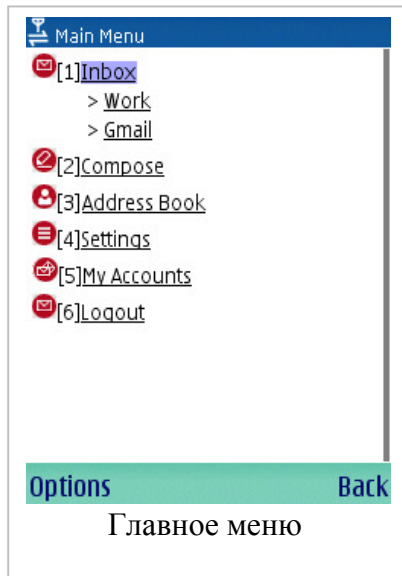 Main Menu
[1]Inbox
> Work
> Gmail
[2]Compose
[3]Address Book
[4]Settings
[5]My Accounts
[6]Logout
Options Back
Главное меню